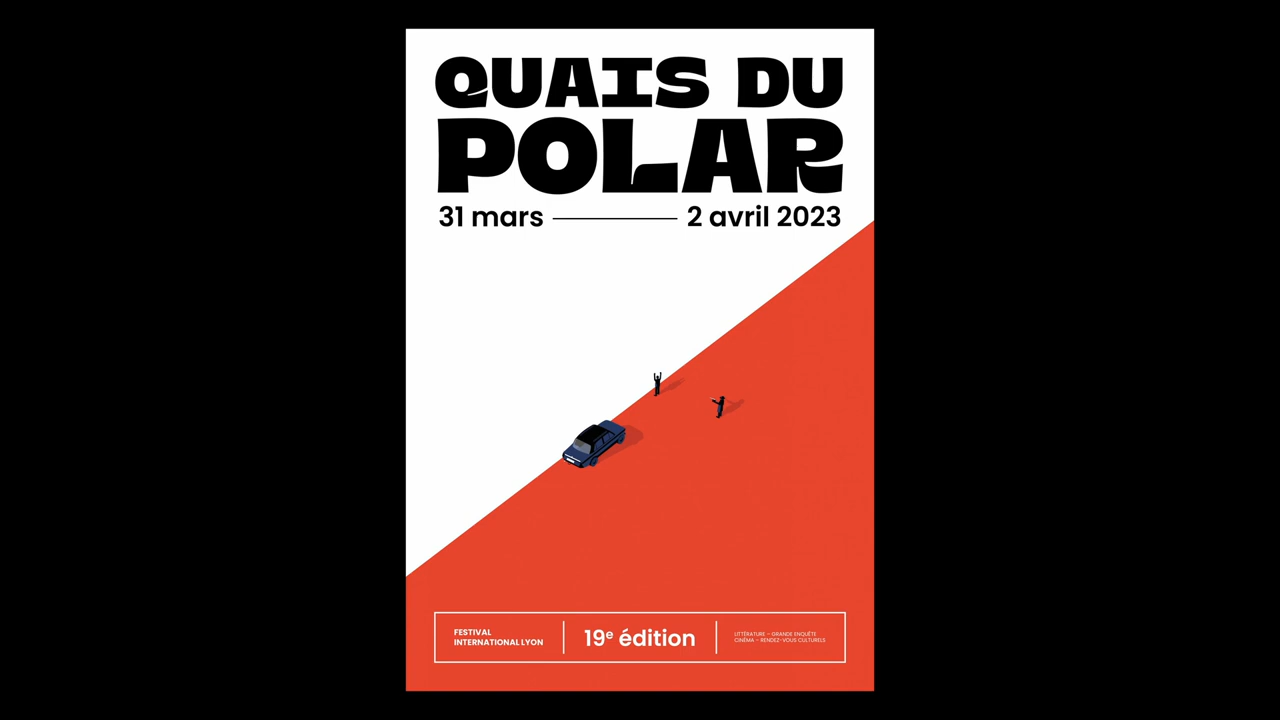 QUAIS DU
POLAR
31 mars — 2 avril 2023
FESTIVAL
INTERNATIONAL LYON
19e édition
LITTÉRATURE – GRANDE ENQUÊTE
CINÉMA – RENDEZ-VOUS CULTURELS